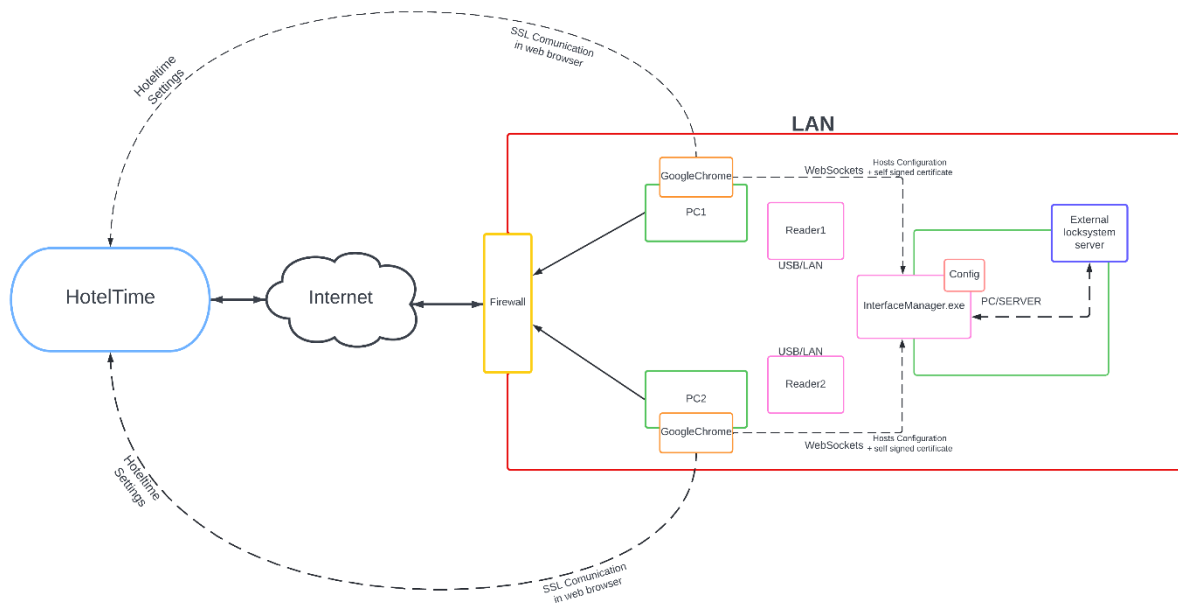 SSL Comunication
in web browser
Hoteltime
Settings
LAN
GoogleChrome
PC1
WebSockets
Hosts Configuration
+ self signed certificate
Reader1
USB/LAN
External
locksystem
server
Config
HotelTime
Internet
Firewall
InterfaceManager.exe
PC/SERVER
USB/LAN
Reader2
PC2
GoogleChrome
WebSockets
Hosts Configuration
+ self signed certificate
Hoteltime
Settings
SSL Comunication
in web browser